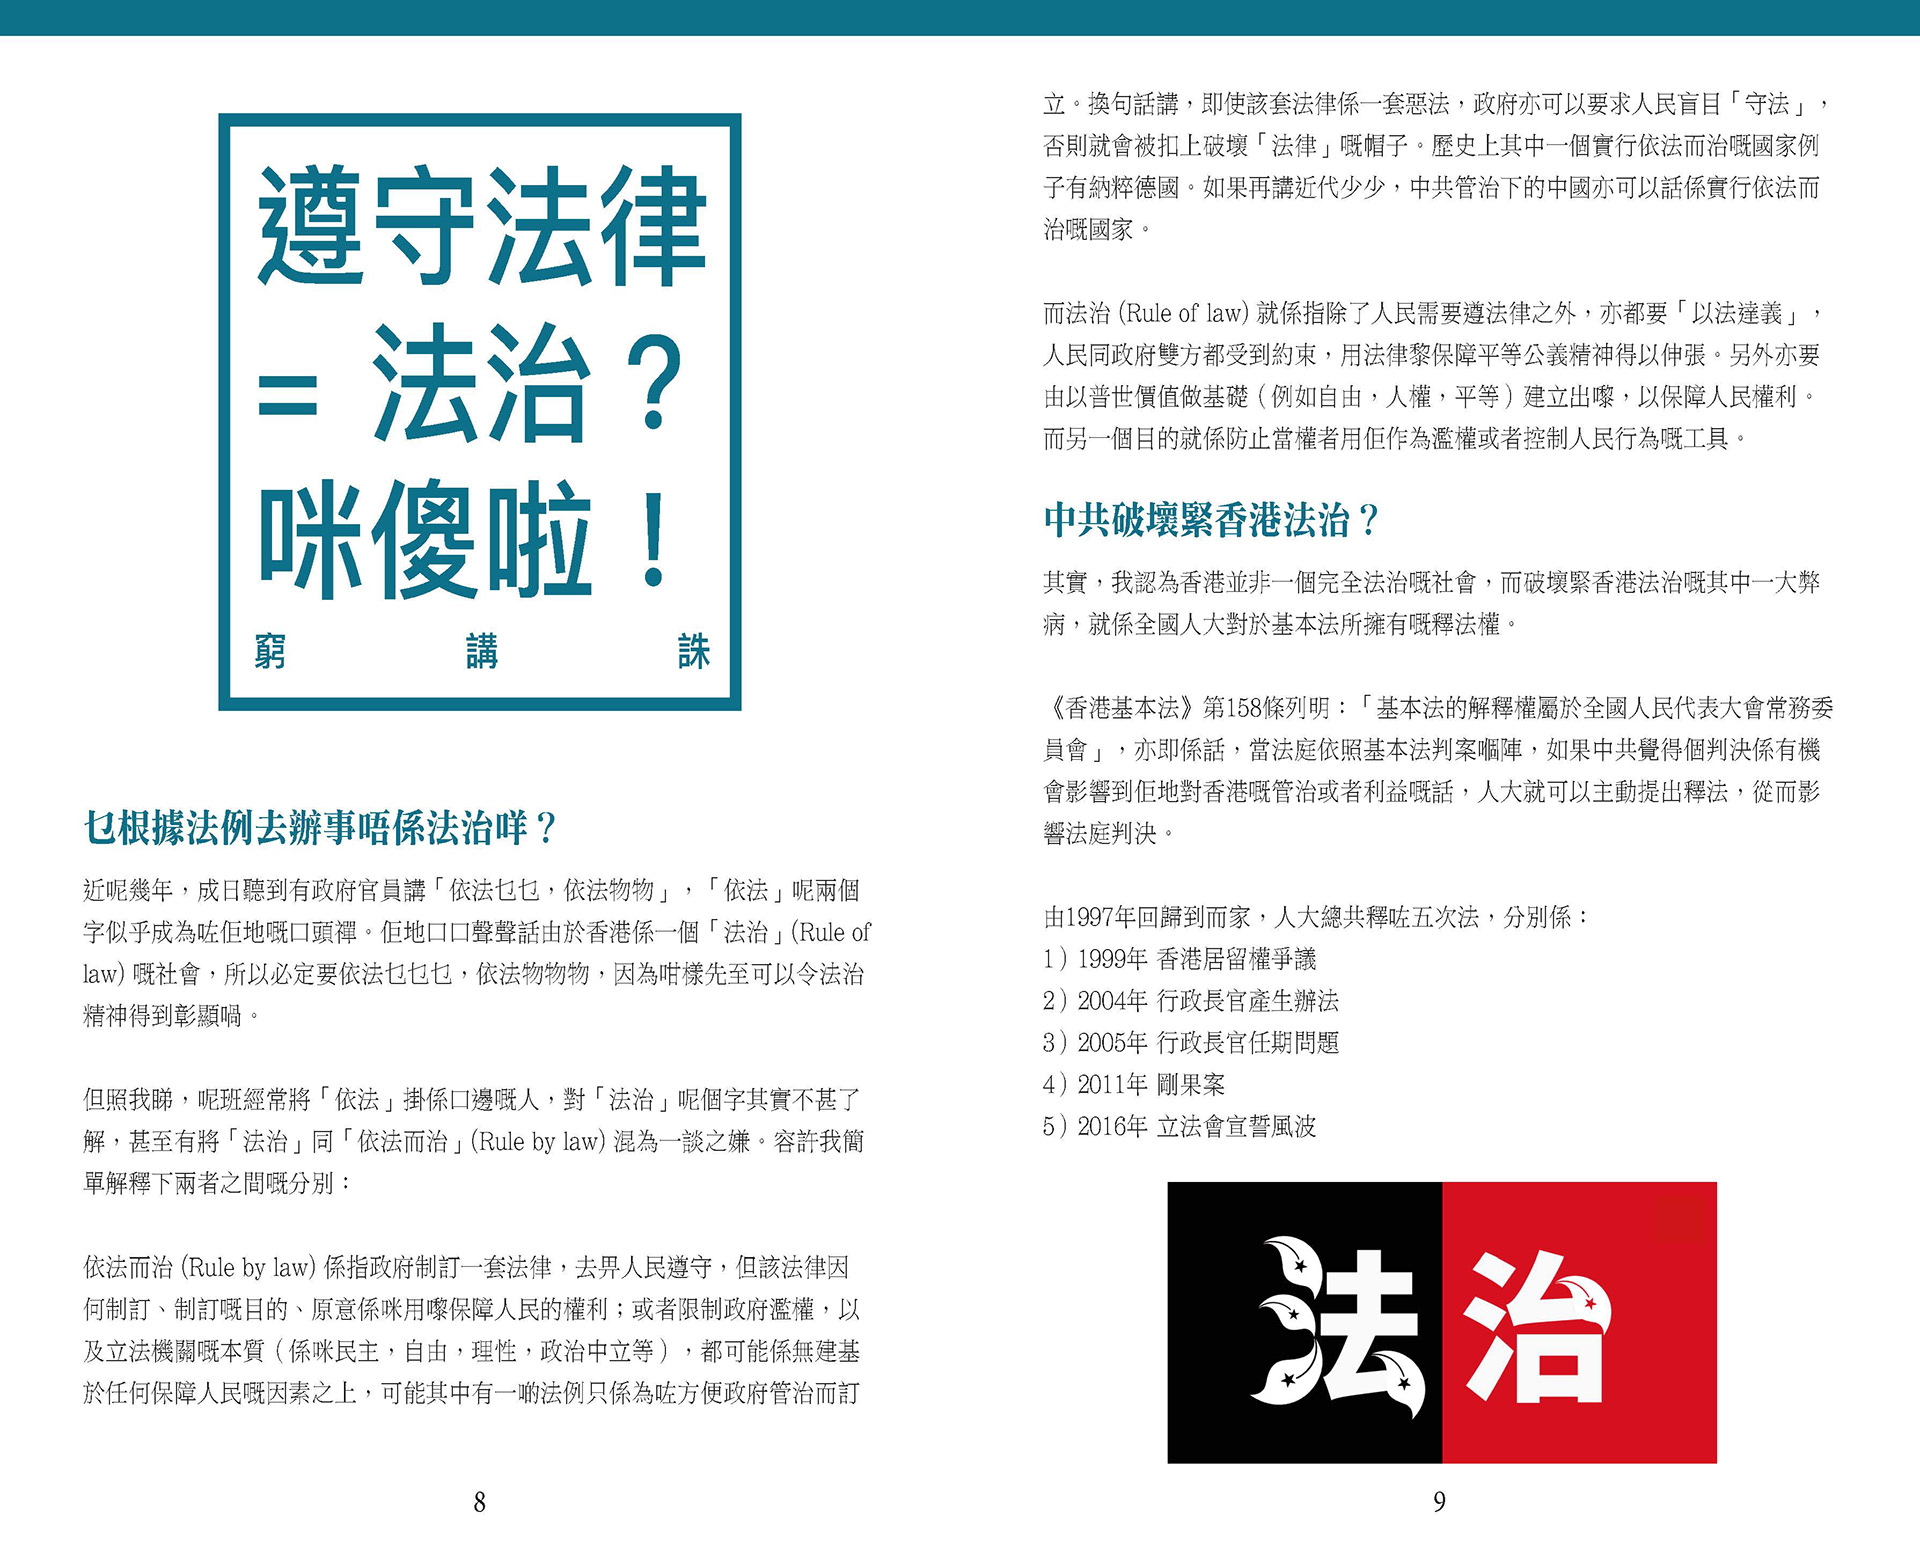 遵守法律
= 法治？
咪傻啦！
窮講誅
乜根據法例去辦事唔係法治咩？
近呢幾年，成日聽到有政府官員講「依法乜乜，依法物物」，「依法」呢兩個
字似乎成為咗佢地嘅口頭禪。佢地口口聲聲話由於香港係一個「法治」(Rule of
law) 嘅社會，所以必定要依法乜乜乜，依法物物物，因為咁樣先至可以令法治
精神得到彰顯喎。
但照我睇，呢班經常將「依法」掛係口邊嘅人，對「法治」呢個字其實不甚了
解，甚至有將「法治」同「依法而治」(Rule by law) 混為一談之嫌。容許我簡
單解釋下兩者之間嘅分別：
依法而治 (Rule by law) 係指政府制訂一套法律，去畀人民遵守，但該法律因
何制訂、制訂嘅目的、原意係咪用嚟保障人民的權利；或者限制政府濫權，以
及立法機關嘅本質（係咪民主，自由，理性，政治中立等），都可能係無建基
於任何保障人民嘅因素之上，可能其中有一啲法例只係為咗方便政府管治而訂
8
立。換句話講，即使該套法律係一套惡法，政府亦可以要求人民盲目「守法」，
否則就會被扣上破壞「法律」嘅帽子。歷史上其中一個實行依法而治嘅國家例
子有納粹德國。如果再講近代少少，中共管治下的中國亦可以話係實行依法而
治嘅國家。
而法治 (Rule of law) 就係指除了人民需要遵法律之外，亦都要「以法達義」，
人民同政府雙方都受到約束，用法律黎保障平等公義精神得以伸張。另外亦要
由以普世價值做基礎（例如自由，人權，平等）建立出嚟，以保障人民權利。
而另一個目的就係防止當權者用佢作為濫權或者控制人民行為嘅工具。
中共破壞緊香港法治？
其實，我認為香港並非一個完全法治嘅社會，而破壞緊香港法治嘅其中一大弊
病，就係全國人大對於基本法所擁有嘅釋法權。
《香港基本法》第158條列明：「基本法的解釋權屬於全國人民代表大會常務委
員會」，亦即係話，當法庭依照基本法判案嗰陣，如果中共覺得個判決係有機
會影響到佢地對香港嘅管治或者利益嘅話，人大就可以主動提出釋法，從而影
響法庭判決。
由1997年回歸到而家，人大總共釋咗五次法，分別係：
1）1999年 香港居留權爭議
2）2004年 行政長官產生辦法
3）2005年 行政長官任期問題
4）2011年 剛果案
5）2016年 立法會宣誓風波
法治
9